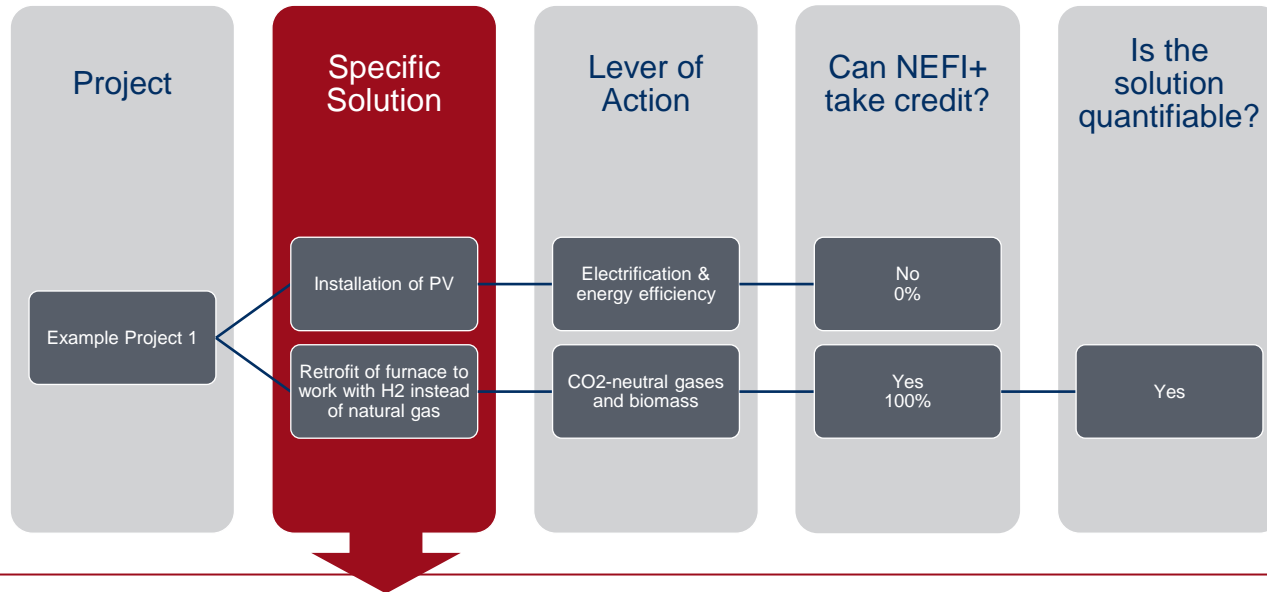 Project
Specific
Solution
Lever of
Action
Can NEFI+
take credit?
Is the
solution
quantifiable?
Example Project 1
Installation of PV
Electrification &
energy efficiency
No
0%
Retrofit of furnace to
work with H2 instead
of natural gas
CO2-neutral gases
and biomass
Yes
100%
Yes